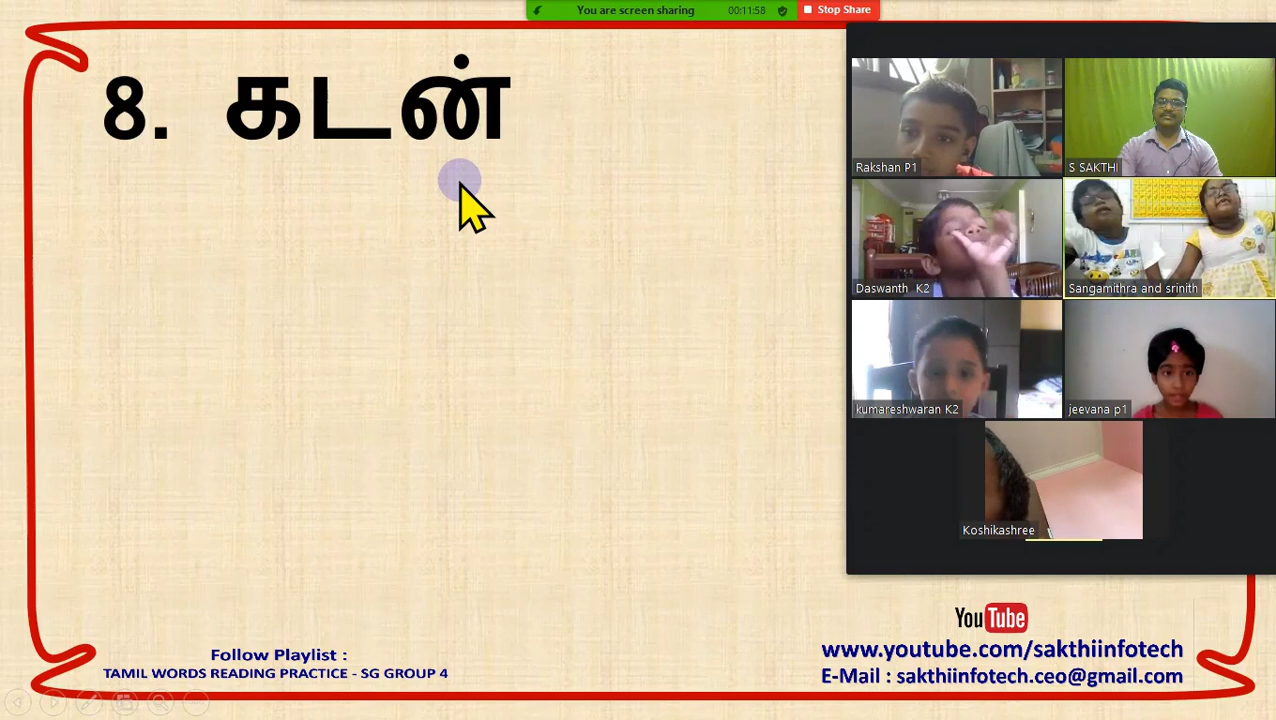 You are screen sharing 00:11:58 Stop Share
8. கடன்
Rakshan P1
S SAKTHI
Daswanth K2
Sangamithra and srinith
kumareshwaran K2
jeevana p1
Koshikashree
YouTube
www.youtube.com/sakthiinfotech
E-Mail : sakthiinfotech.ceo@gmail.com
Follow Playlist :
TAMIL WORDS READING PRACTICE - SG GROUP 4